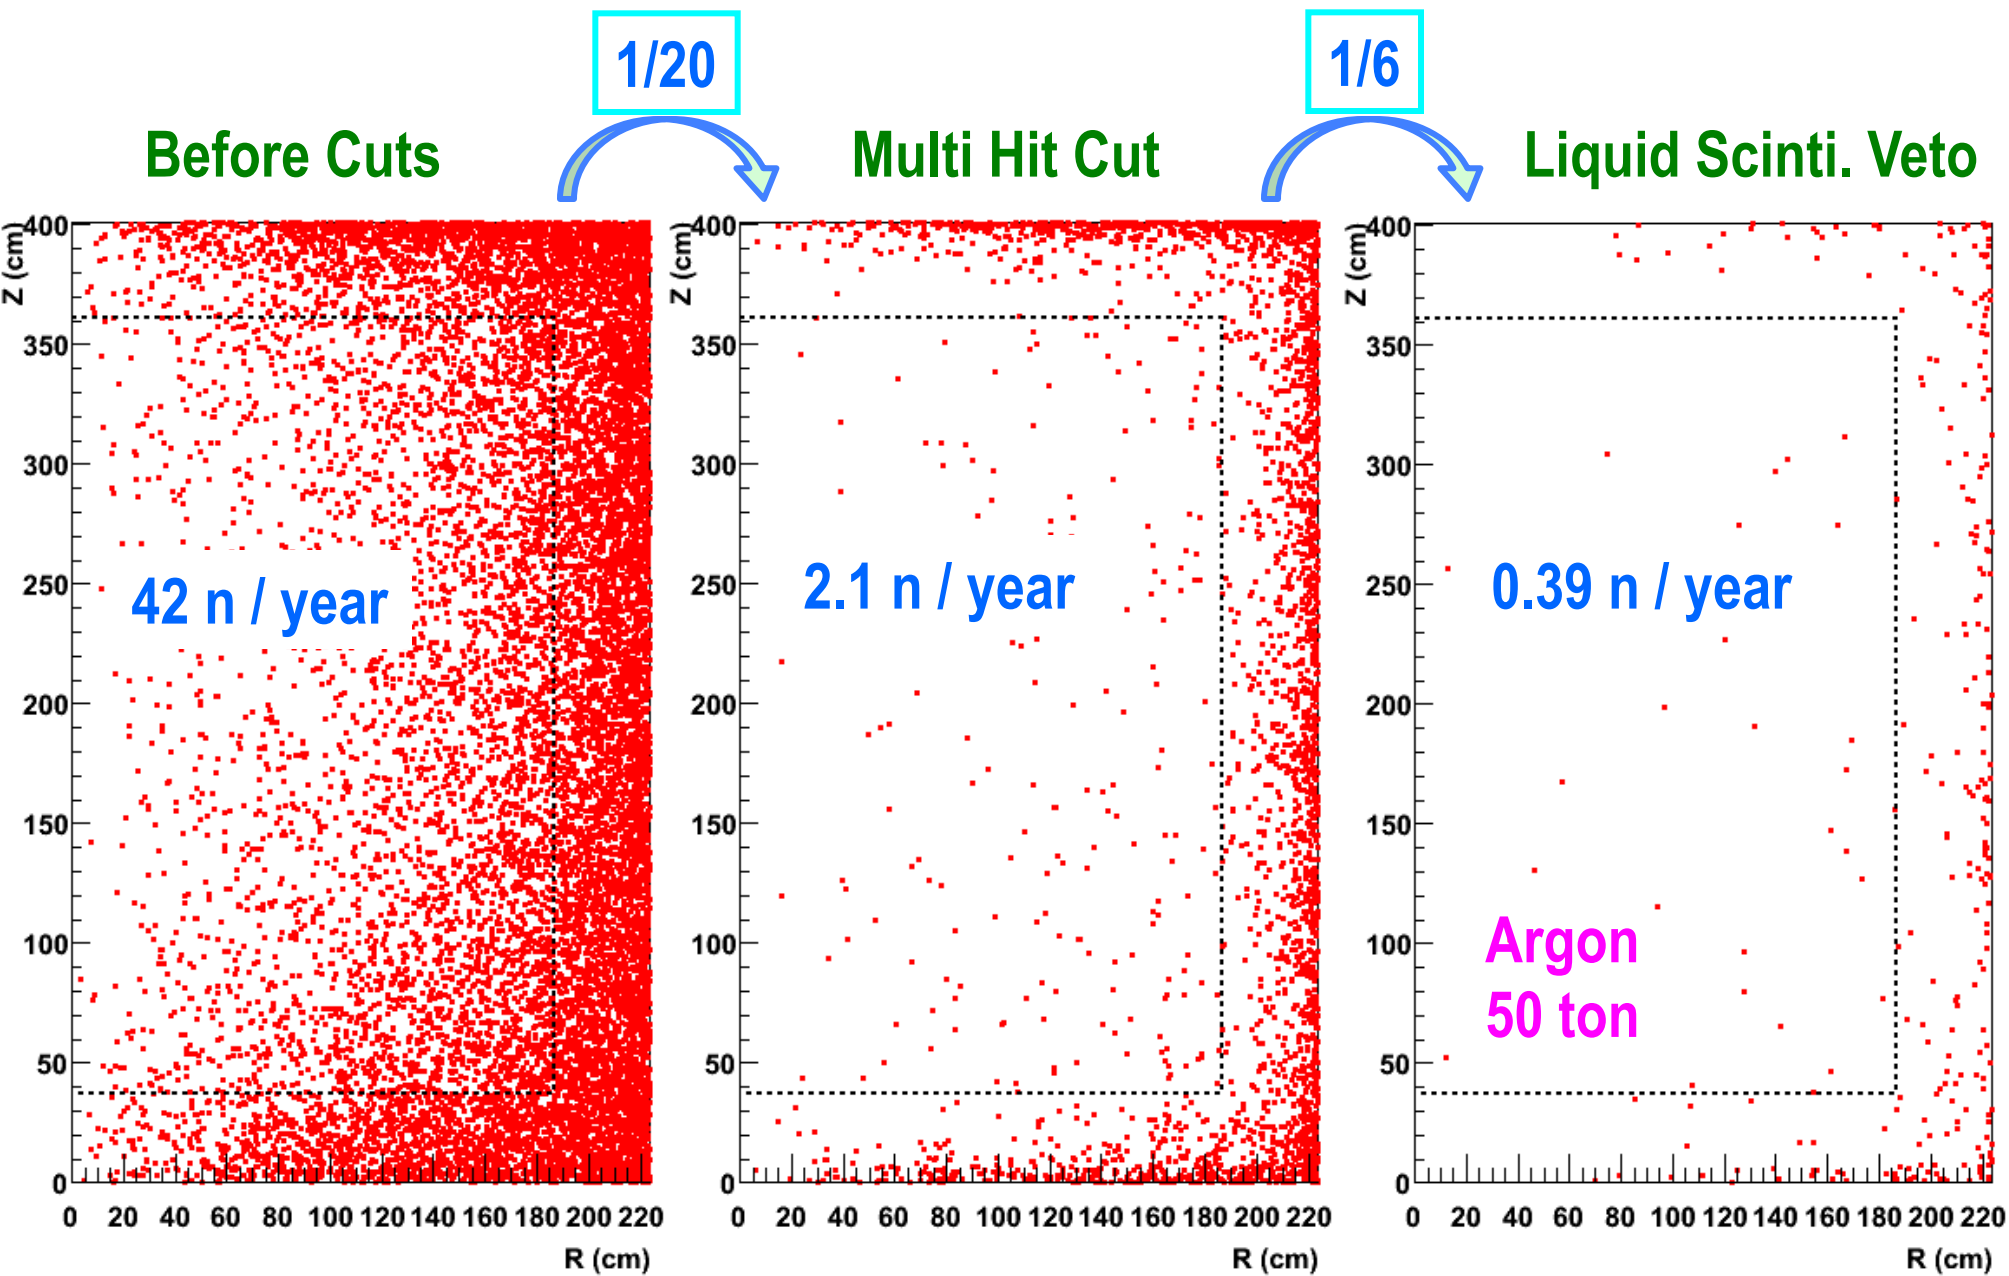 1/20
1/6
Before Cuts
Multi Hit Cut
Liquid Scinti. Veto
Z (cm)
400
350
300
250
200
150
100
50
0
0 20 40 60 80 100 120 140 160 180 200 220
R (cm)
42 n / year
Z (cm)
400
350
300
250
200
150
100
50
0
0 20 40 60 80 100 120 140 160 180 200 220
R (cm)
2.1 n / year
Z (cm)
400
350
300
250
200
150
100
50
0
0 20 40 60 80 100 120 140 160 180 200 220
R (cm)
0.39 n / year
Argon
50 ton